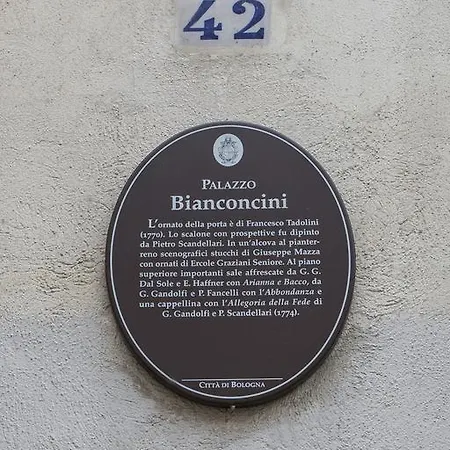 42
PALAZZO
Bianconcini
L'ornato della porta è di Francesco Tadolini
(1770). Lo scalone con prospettive fu dipinto
da Pietro Scandellari. In un'alcova al pianter-
reno scenografici stucchi di Giuseppe Mazza
con ornati di Ercole Graziani Seniore. Al piano
superiore importanti sale affrescate da G. G.
Dal Sole e E. Haffner con Arianna e Bacco, da
G. Gandolfi e P. Fancelli con l'Abbondanza e
una cappellina con l'Allegoria della Fede di
G. Gandolfi e P. Scandellari (1774).
CITTÀ DI BOLOGNA